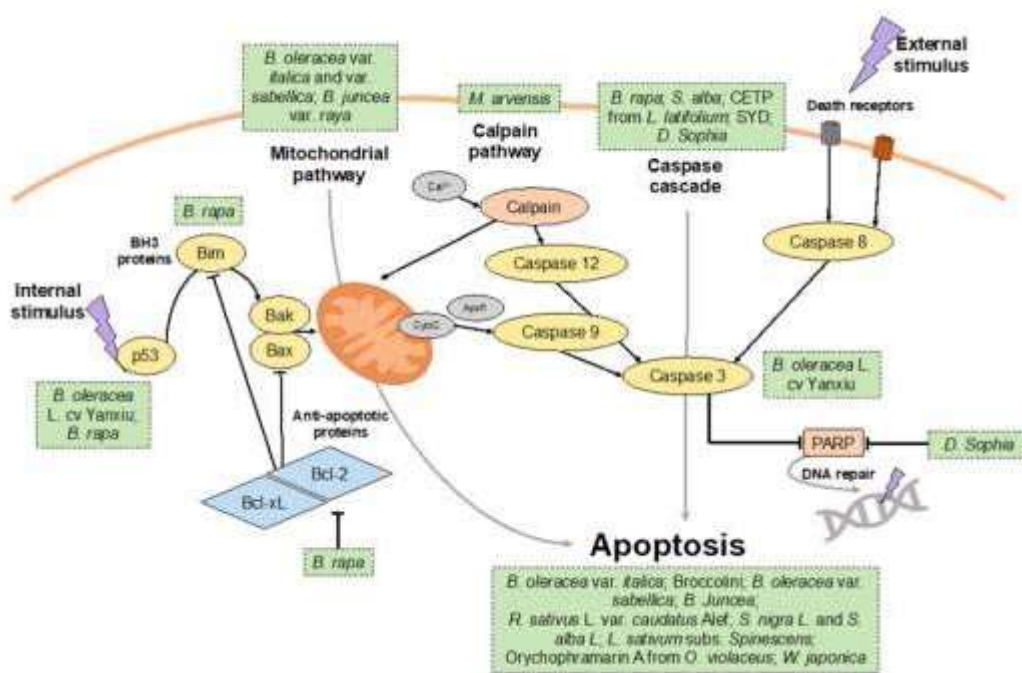 B. oleracea var.
italica and var.
sabellica; B. juncea
var. raya
Mitochondrial
pathway
M. arvensis
Calpain
pathway
B. rapa; S. alba; CETP
from L. latifolium; SYD;
D. Sophia
Caspase
cascade
External
stimulus
Death receptors
B. rapa
BH3
proteins
Bim
Internal
stimulus
p53
Bak
Bax
B. oleracea
L. cv Yanxiu;
B. rapa
Calpain
Caspase 12
Caspase 8
CytoC
Caspase 9
Caspase 3
B. oleracea L.
cv Yanxiu
Anti-apoptotic
proteins
Bcl-2
Bcl-xL
B. rapa
PARP
D. Sophia
DNA repair
Apoptosis
B. oleracea var. italica; Broccolini; B. oleracea var.
sabellica; B. Juncea;
R. sativus L. var. caudatus Alef; S. nigra L. and S.
alba L; L. sativum subs. Spinescens;
Orychophramarin A from O. violaceus; W. japonica